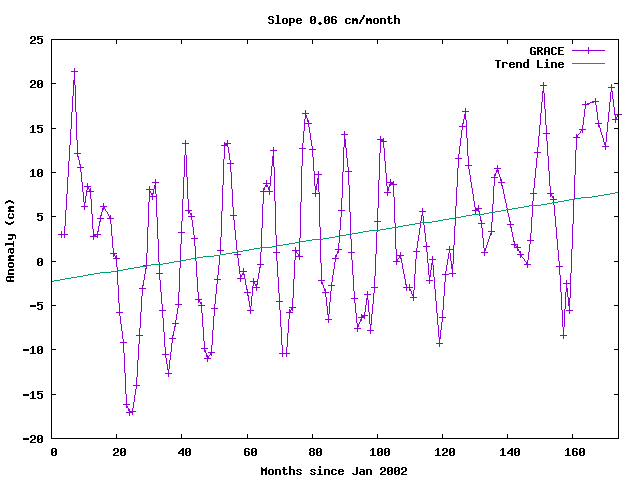 Slope 0.06 cm/month
GRACE
Trend Line
25
20
15
10
5
0
-5
-10
-15
-20
Anomaly (cm)
0 20 40 60 80 100 120 140 160
Months since Jan 2002